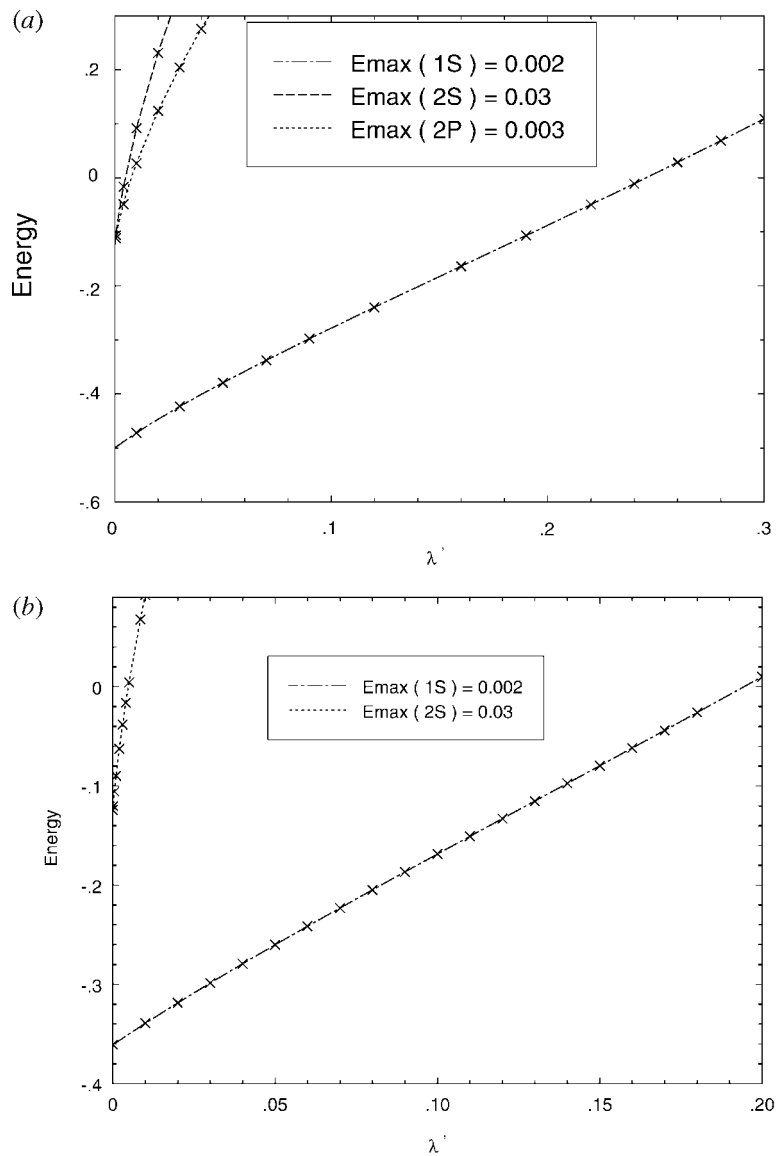 (a)
.2
0
-.2
-.4
-.6
Energy
Emax ( 1S ) = 0.002
Emax ( 2S ) = 0.03
Emax ( 2P ) = 0.003
0 .1 .2 .3
λ '
(b)
0
-.1
-.2
-.3
-.4
Energy
Emax ( 1S ) = 0.002
Emax ( 2S ) = 0.03
0 .05 0.10 0.15 .20
λ '